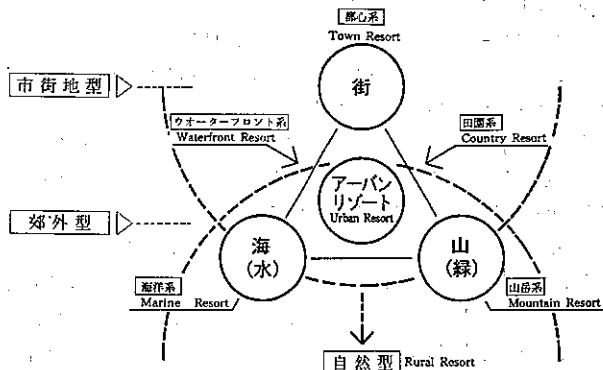 都心系
Town Resort
街
市街地型
ウオーターフロント系
Waterfront Resort
田園系
Country Resort
アーバン
リゾート
Urban Resort
郊外型
海
(水)
山
(緑)
海洋系
Marine Resort
山岳系
Mountain Resort
自然型 Rural Resort